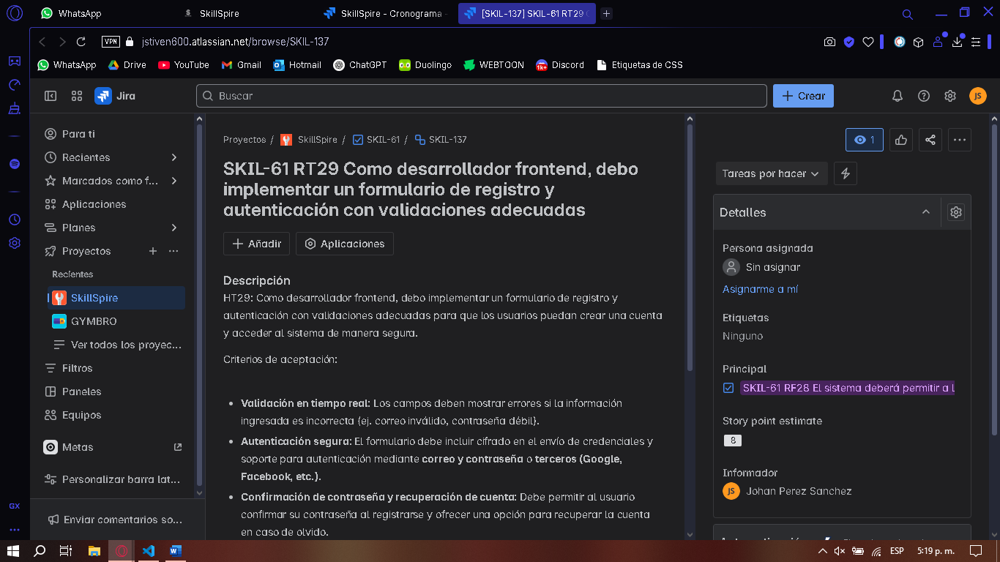 WhatsApp
SkillSpire
SkillSpire - Cronograma -
[SKIL-137] SKIL-61 RT29
VPN
jstiven600.atlassian.net/browse/SKIL-137
WhatsApp
Drive
YouTube
Gmail
Hotmail
ChatGPT
Duolingo
WEBTOON
1k+
Discord
Etiquetas de CSS
Jira
Buscar
Crear
JS
Para ti
Recientes
Marcados como f...
Aplicaciones
Planes
Proyectos
Recientes
SkillSpire
GYMBRO
Ver todos los proyec...
Filtros
Paneles
Equipos
Metas
Personalizar barra lat...
Enviar comentarios so...
GX
Proyectos / SkillSpire / SKIL-61 / SKIL-137
SKIL-61 RT29 Como desarrollador frontend, debo
implementar un formulario de registro y
autenticación con validaciones adecuadas
Añadir
Aplicaciones
Descripción
HT29: Como desarrollador frontend, debo implementar un formulario de registro y
autenticación con validaciones adecuadas para que los usuarios puedan crear una cuenta
y acceder al sistema de manera segura.
Criterios de aceptación:
• Validación en tiempo real: Los campos deben mostrar errores si la información
ingresada es incorrecta (ej. correo inválido, contraseña débil).
• Autenticación segura: El formulario debe incluir cifrado en el envío de credenciales y
soporte para autenticación mediante correo y contraseña o terceros (Google,
Facebook, etc.).
• Confirmación de contraseña y recuperación de cuenta: Debe permitir al usuario
confirmar su contraseña al registrarse y ofrecer una opción para recuperar la cuenta
en caso de olvido.
1
Tareas por hacer
Detalles
Persona asignada
Sin asignar
Asignarme a mí
Etiquetas
Ninguno
Principal
SKIL-61 RF28 El sistema deberá permitir a l
Story point estimate
8
Informador
JS
Johan Perez Sanchez
ESP
5:19 p. m.